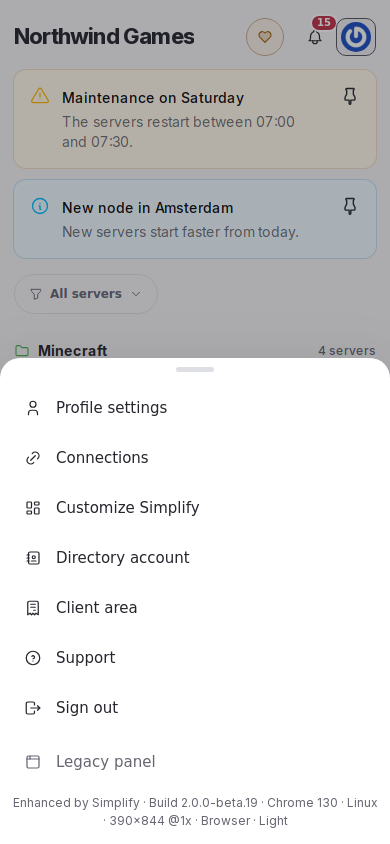 Northwind Games
15
Maintenance on Saturday
The servers restart between 07:00
and 07:30.
New node in Amsterdam
New servers start faster from today.
All servers
Minecraft
4 servers
Profile settings
Connections
Customize Simplify
Directory account
Client area
Support
Sign out
Legacy panel
Enhanced by Simplify · Build 2.0.0-beta.19 · Chrome 130 · Linux
· 390×844 @1x · Browser · Light